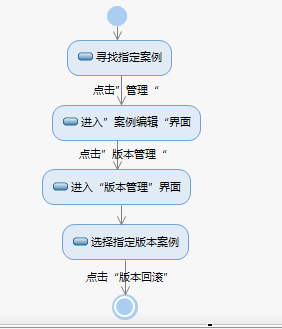 寻找指定案例
点击”管理“
进入”案例编辑“界面
点击”版本管理“
进入“版本管理”界面
选择指定版本案例
点击“版本回滚”